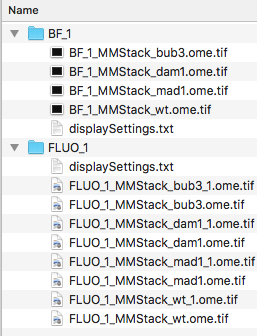 Name
BF_1
BF_1_MMStack_bub3.ome.tif
BF_1_MMStack_dam1.ome.tif
BF_1_MMStack_mad1.ome.tif
BF_1_MMStack_wt.ome.tif
displaySettings.txt
FLUO_1
displaySettings.txt
FLUO_1_MMStack_bub3_1.ome.tif
FLUO_1_MMStack_bub3.ome.tif
FLUO_1_MMStack_dam1_1.ome.tif
FLUO_1_MMStack_dam1.ome.tif
FLUO_1_MMStack_mad1_1.ome.tif
FLUO_1_MMStack_mad1.ome.tif
FLUO_1_MMStack_wt_1.ome.tif
FLUO_1_MMStack_wt.ome.tif